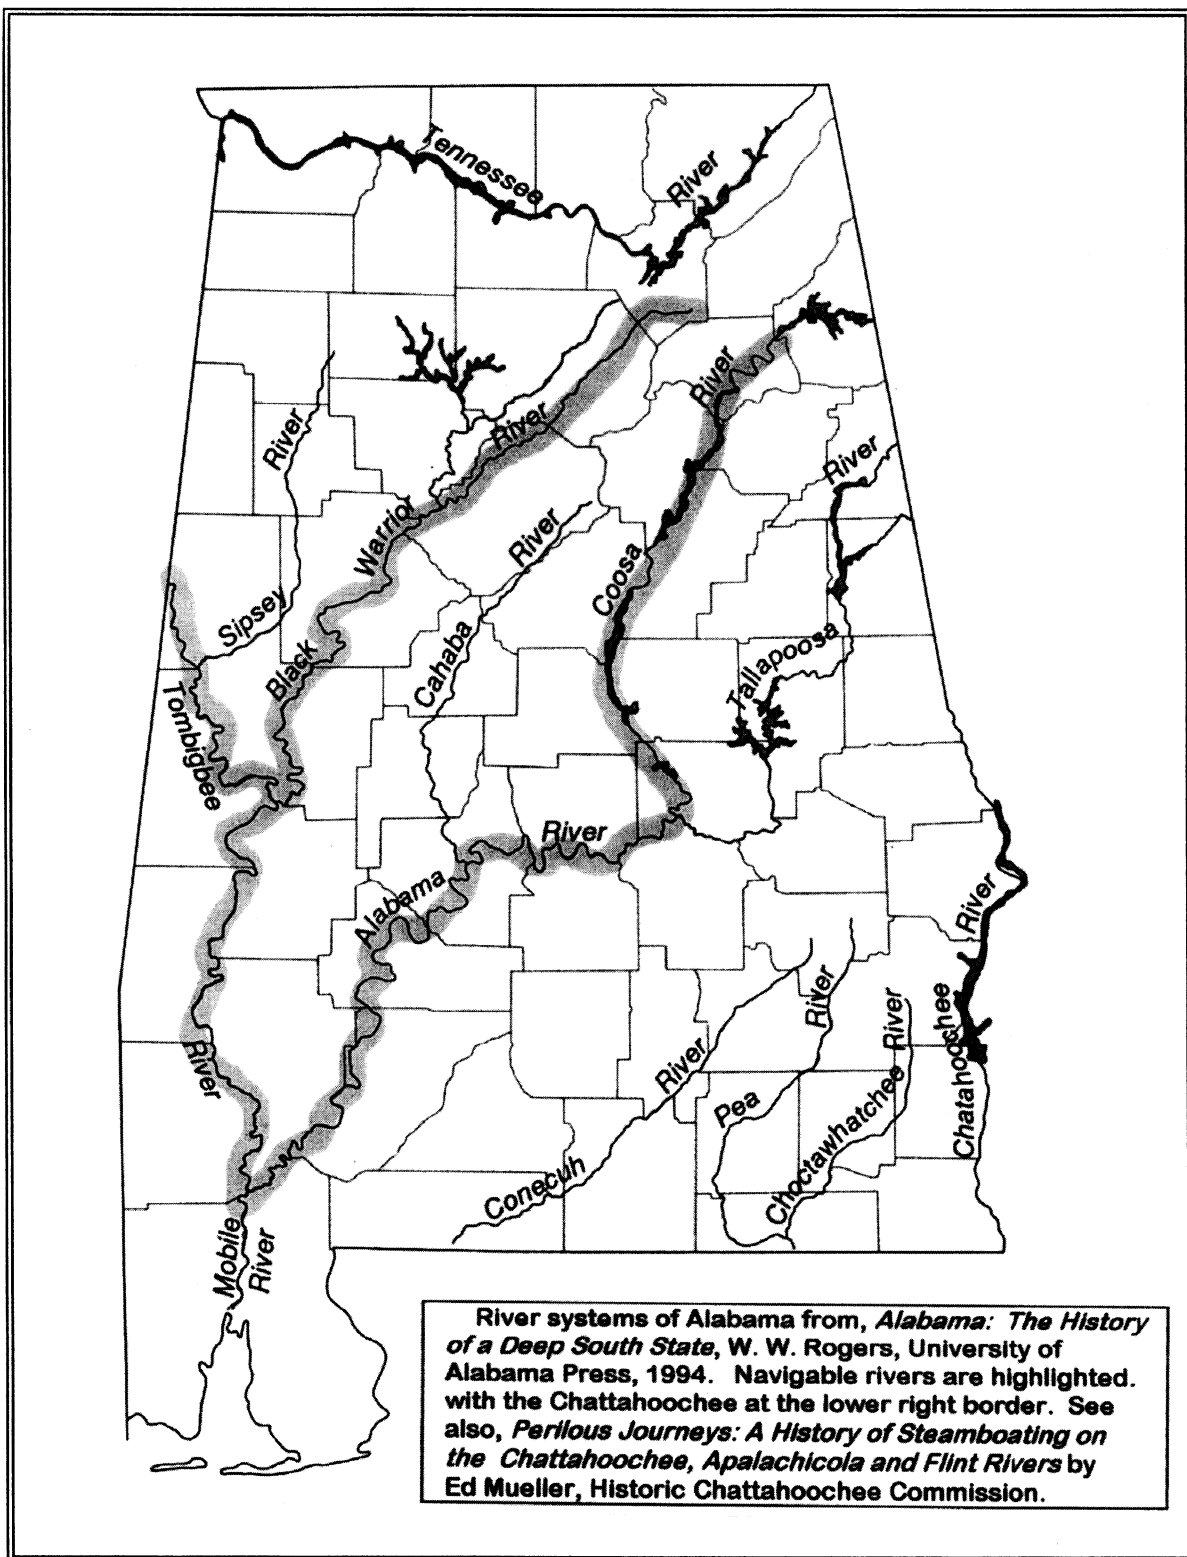 Tennessee
River
River
River
River
River
Warrior
River
Coosa
Sipsey
Black
Cahaba
Tallapoosa
Tombigbee
River
Alabama
River
River
River
River
River
Chatahoochee
Pea
Choctawhatchee
Conecuh
Mobile
River
River systems of Alabama from, Alabama: The History
of a Deep South State, W. W. Rogers, University of
Alabama Press, 1994. Navigable rivers are highlighted.
with the Chattahoochee at the lower right border. See
also, Perilous Journeys: A History of Steamboating on
the Chattahoochee, Apalachicola and Flint Rivers by
Ed Mueller, Historic Chattahoochee Commission.